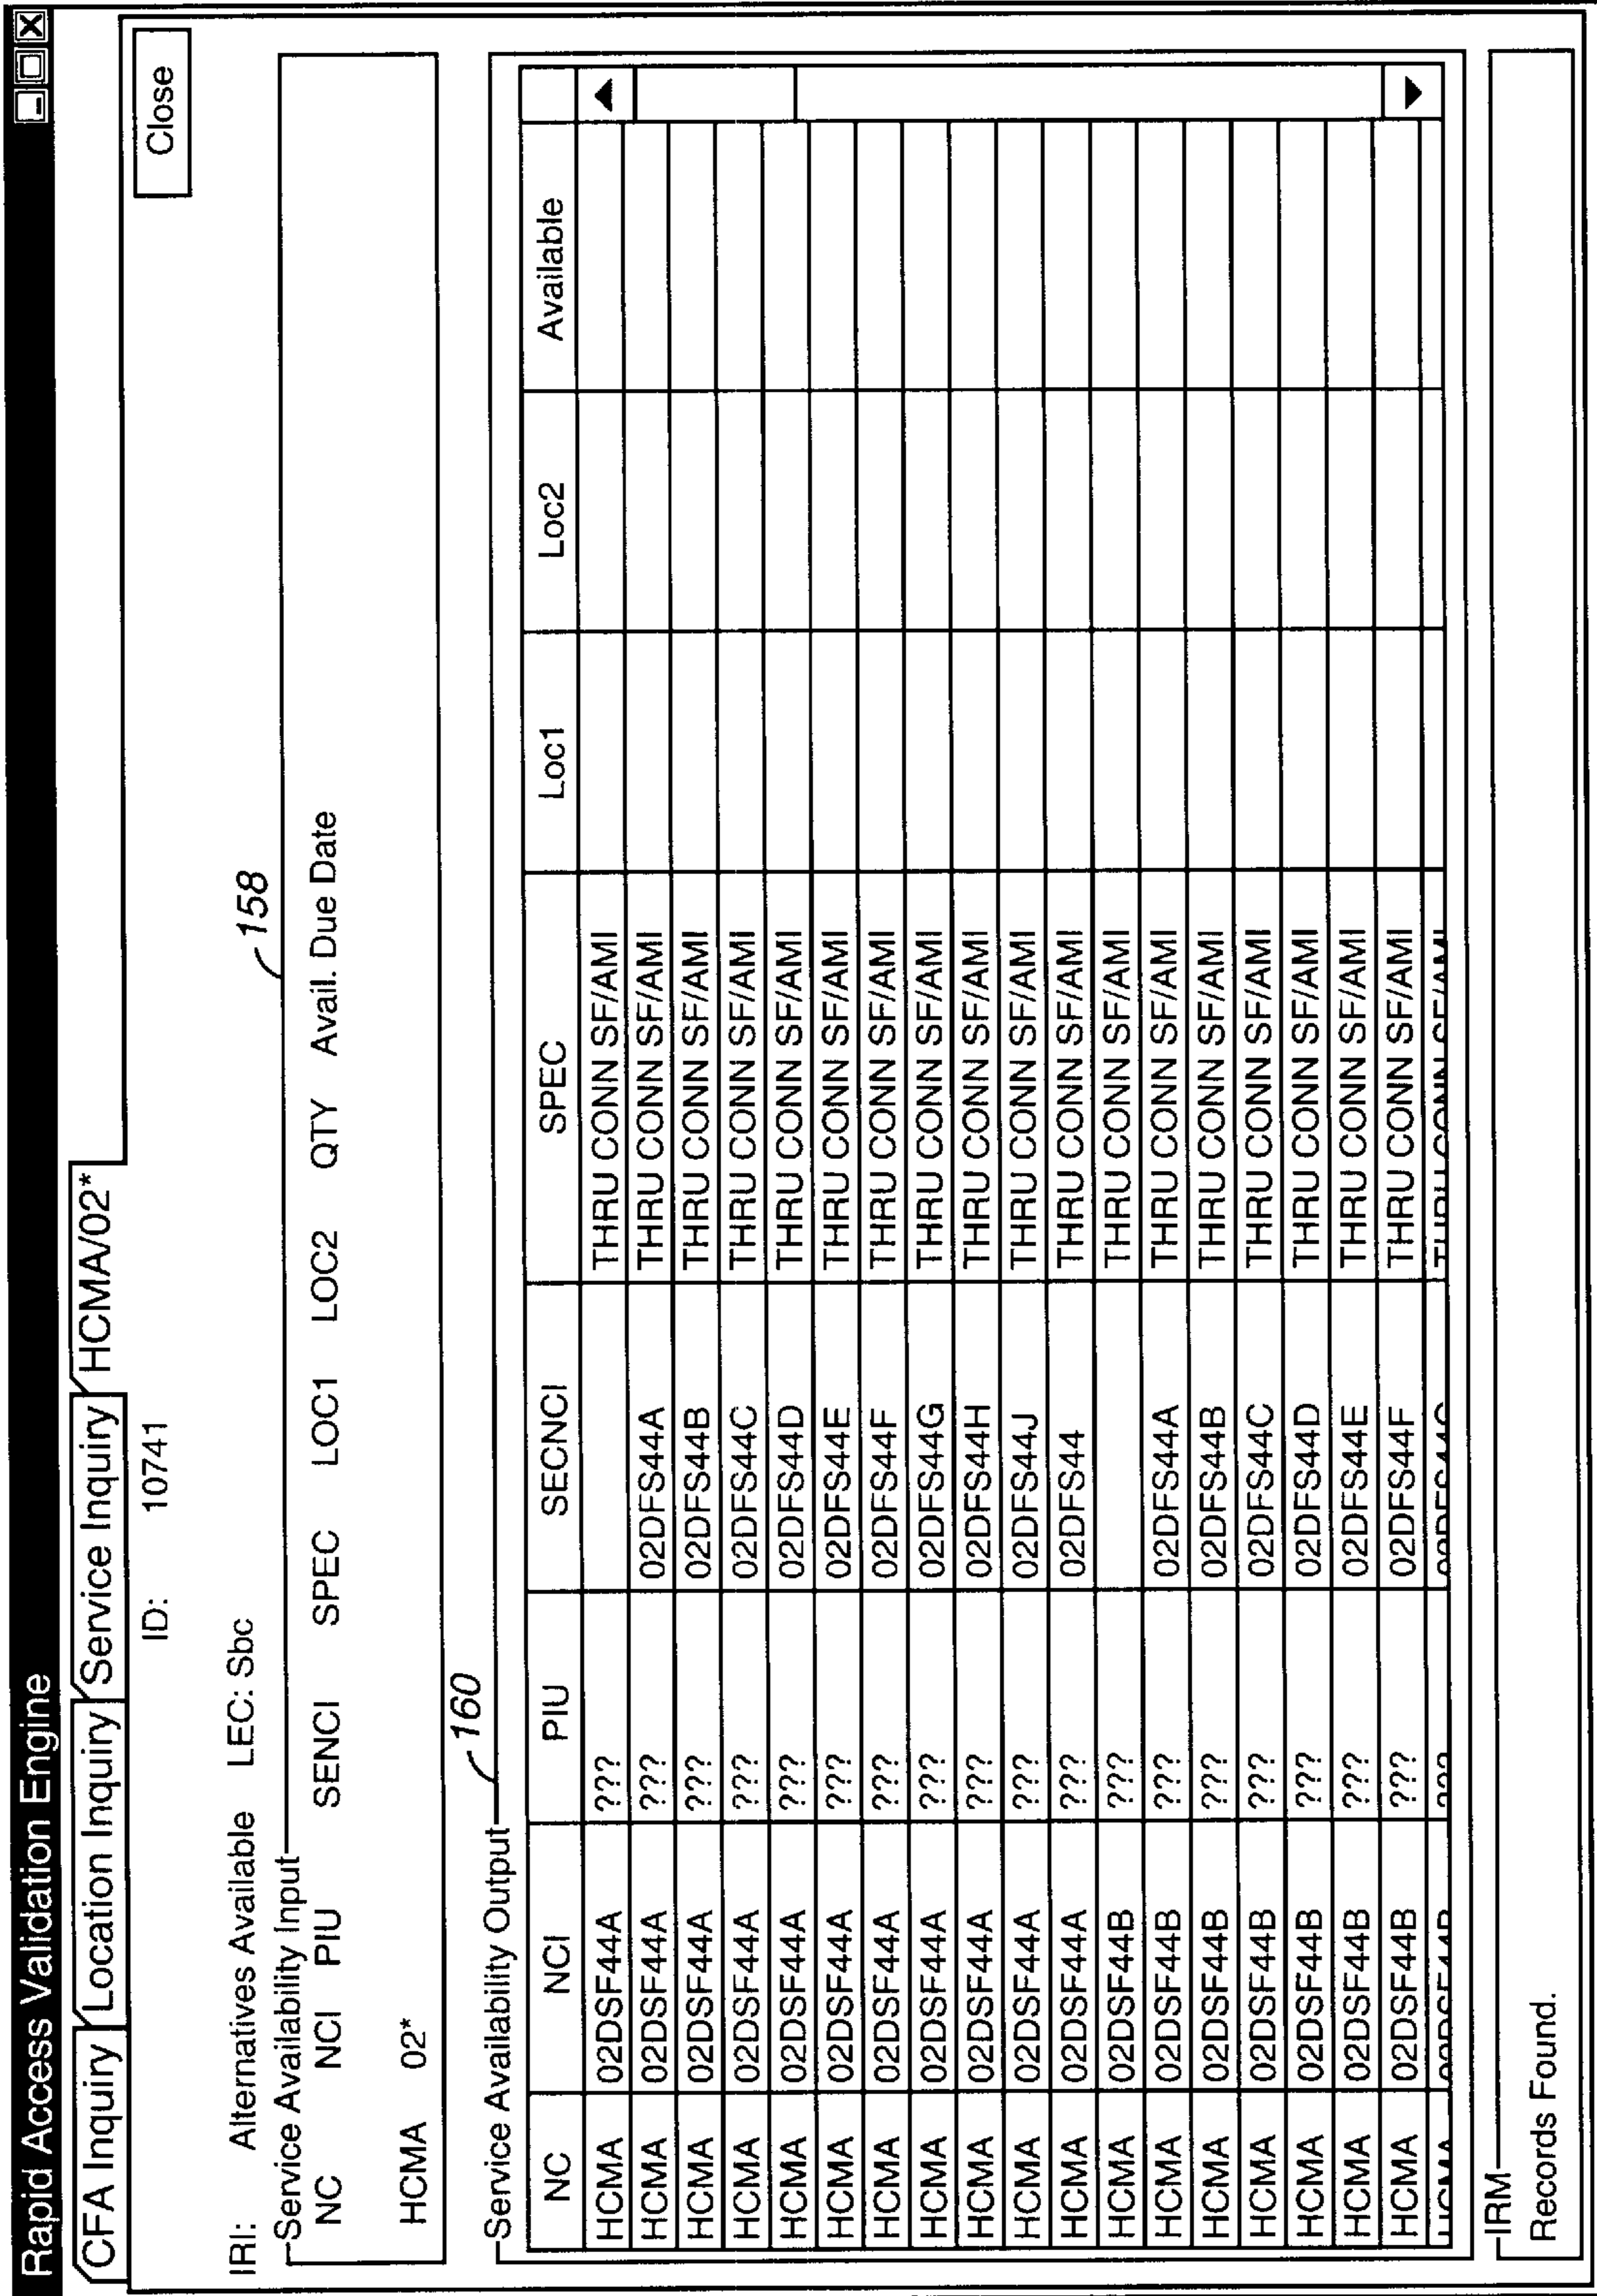 Rapid Access Validation Engine
CFA Inquiry Location Inquiry Service Inquiry HCMA/02*
ID: 10741 Close
IRI: Alternatives Available LEC: Sbc
158
Service Availability Input
NC NCI PIU SENCI SPEC LOC1 LOC2 QTY Avail. Due Date
HCMA 02*
160
Service Availability Output
NC NCI PIU SECNCI SPEC Loc1 Loc2 Available
HCMA 02DSF44A ??? THRU CONN SF/AMI
HCMA 02DSF44A ??? 02DFS44A THRU CONN SF/AMI
HCMA 02DSF44A ??? 02DFS44B THRU CONN SF/AMI
HCMA 02DSF44A ??? 02DFS44C THRU CONN SF/AMI
HCMA 02DSF44A ??? 02DFS44D THRU CONN SF/AMI
HCMA 02DSF44A ??? 02DFS44E THRU CONN SF/AMI
HCMA 02DSF44A ??? 02DFS44F THRU CONN SF/AMI
HCMA 02DSF44A ??? 02DFS44G THRU CONN SF/AMI
HCMA 02DSF44A ??? 02DFS44H THRU CONN SF/AMI
HCMA 02DSF44A ??? 02DFS44J THRU CONN SF/AMI
HCMA 02DSF44A ??? 02DFS44 THRU CONN SF/AMI
HCMA 02DSF44B ??? THRU CONN SF/AMI
HCMA 02DSF44B ??? 02DFS44A THRU CONN SF/AMI
HCMA 02DSF44B ??? 02DFS44B THRU CONN SF/AMI
HCMA 02DSF44B ??? 02DFS44C THRU CONN SF/AMI
HCMA 02DSF44B ??? 02DFS44D THRU CONN SF/AMI
HCMA 02DSF44B ??? 02DFS44E THRU CONN SF/AMI
HCMA 02DSF44B ??? 02DFS44F THRU CONN SF/AMI
IRM
Records Found.